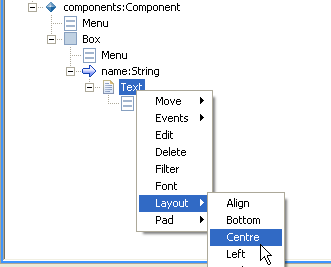 components:Component
Menu
Box
Menu
name:String
Text
Move
Events
Edit
Delete
Filter
Font
Layout
Pad
Align
Bottom
Centre
Left